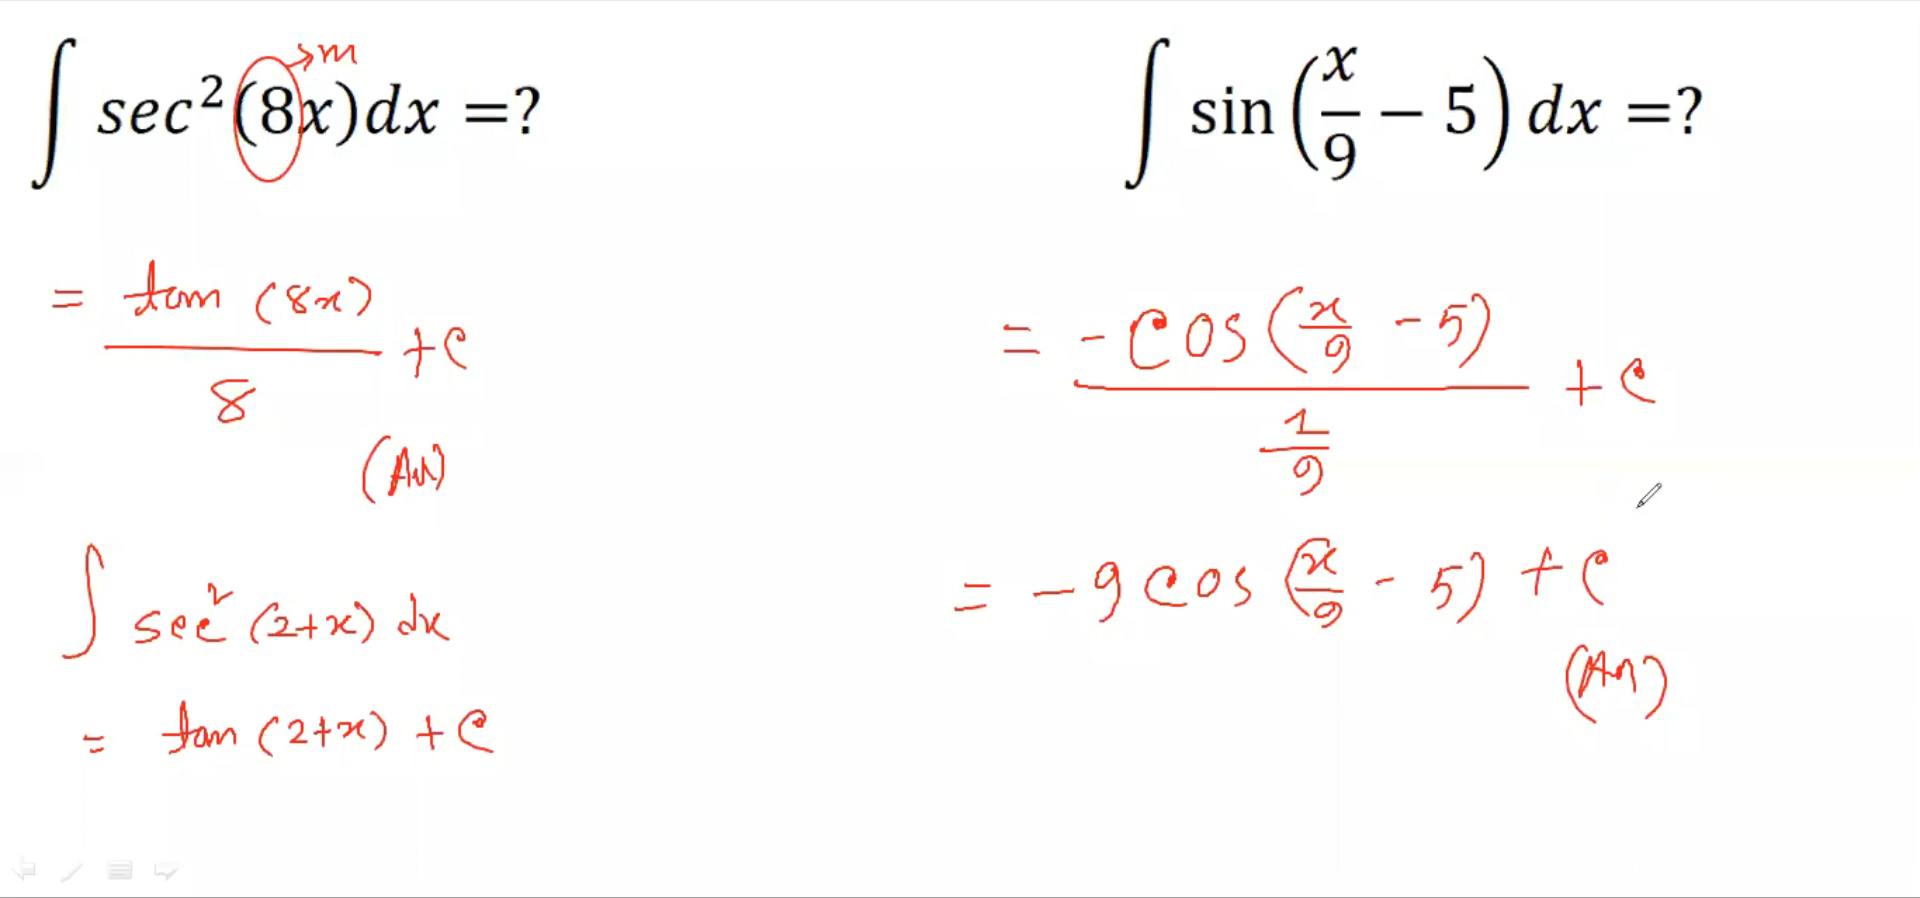 ∫ sec²(8x)dx =?
→m
= tan (8x) / 8 + c
(An)
∫ sec² (2+x) dx
= tan (2+x) + c
∫ sin(x/9 − 5) dx =?
= -cos(x/9 - 5) / (1/9) + c
= -9 cos(x/9 - 5) + c
(An)